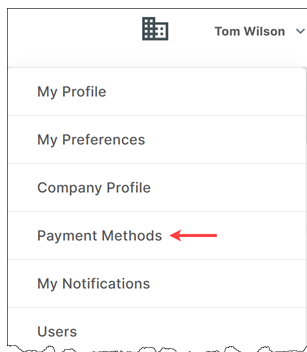 Tom Wilson
My Profile
My Preferences
Company Profile
Payment Methods
My Notifications
Users